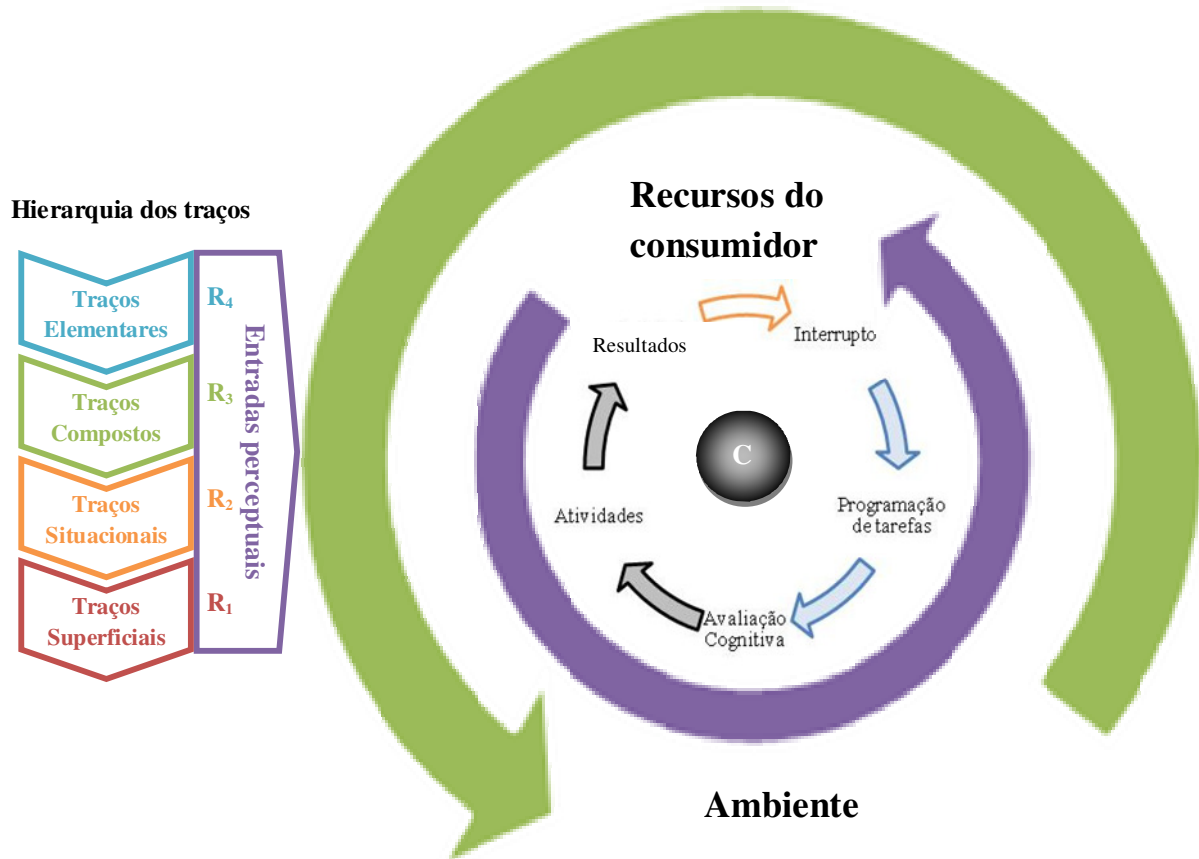 Hierarquia dos traços
Traços
Elementares
R₄
Traços
Compostos
R₃
Traços
Situacionais
R₂
Traços
Superficiais
R₁
Entradas perceptuais
Recursos do
consumidor
Resultados
Interrupto
C
Atividades
Programação
de tarefas
Avaliação
Cognitiva
Ambiente